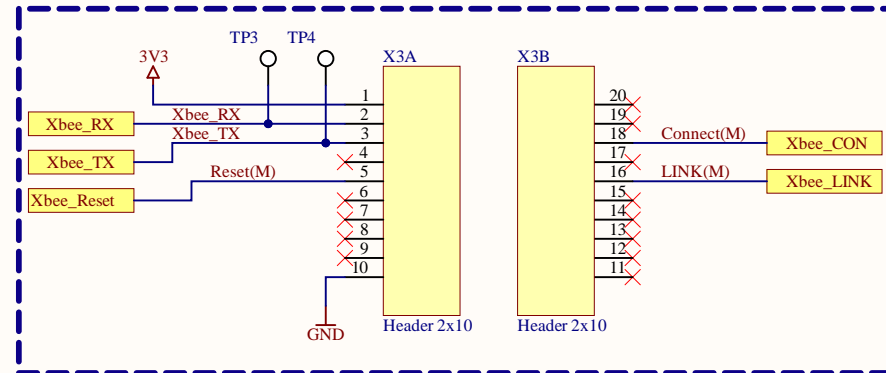 TP3 TP4
3V3 X3A X3B
1 20
Xbee_RX Xbee_RX 2 19
Xbee_TX 3 18 Connect(M) Xbee_CON
Xbee_TX 4 17
Reset(M) 5 16 LINK(M) Xbee_LINK
Xbee_Reset 6 15
7 14
8 13
9 12
10 11
Header 2x10 Header 2x10
GND